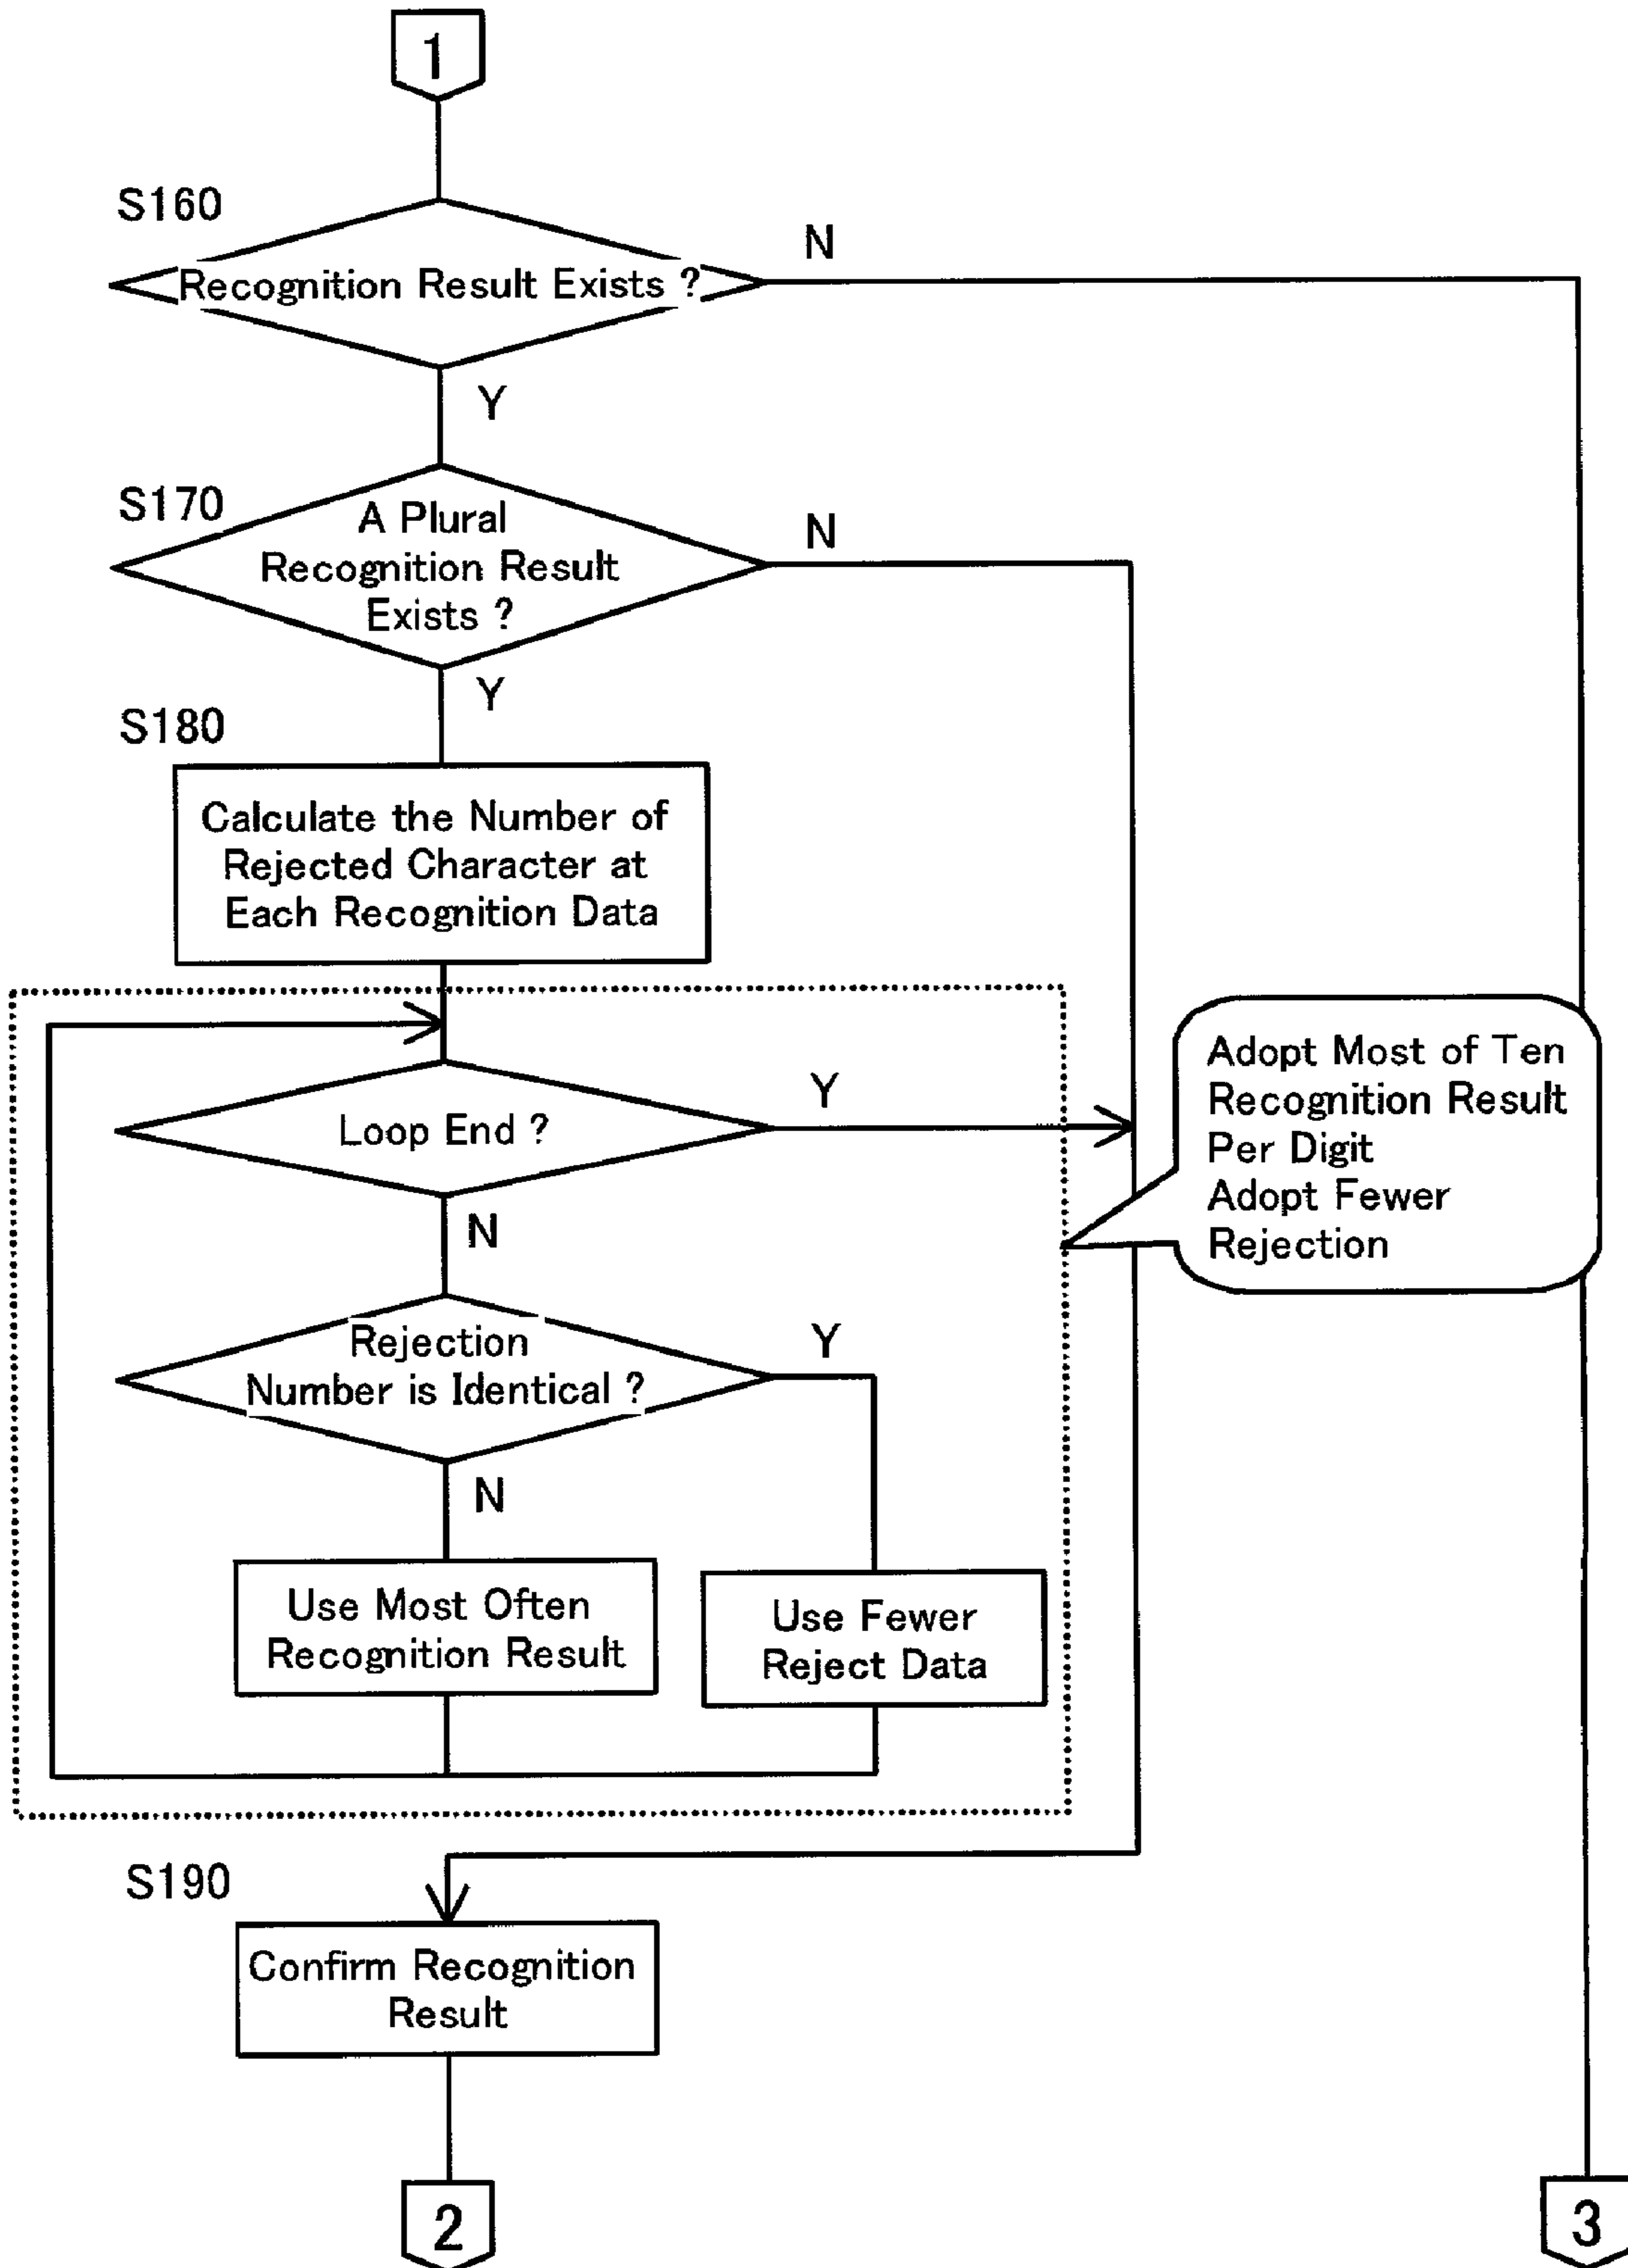 1
S160
Recognition Result Exists ?
N
Y
S170
A Plural
Recognition Result
Exists ?
N
Y
S180
Calculate the Number of
Rejected Character at
Each Recognition Data
Loop End ?
Y
N
Adopt Most of Ten
Recognition Result
Per Digit
Adopt Fewer
Rejection
Rejection
Number is Identical ?
Y
N
Use Most Often
Recognition Result
Use Fewer
Reject Data
S190
Confirm Recognition
Result
2
3